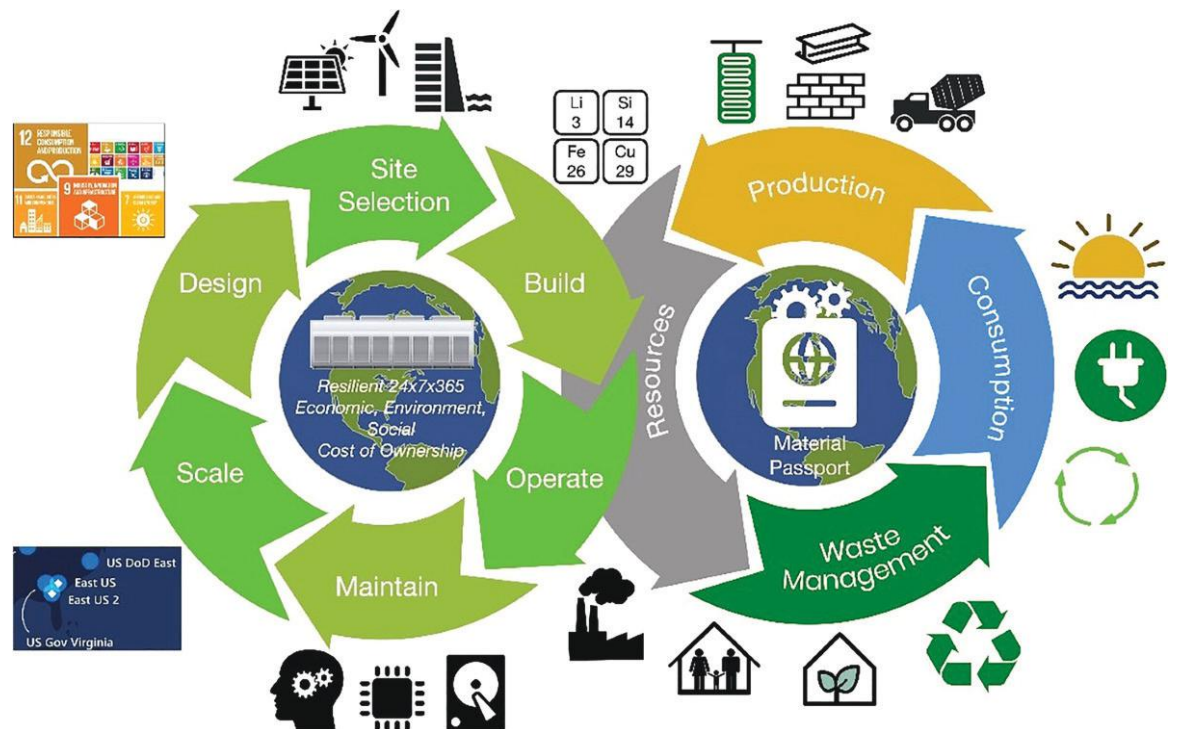 12 RESPONSIBLE
CONSUMPTION
AND PRODUCTION
9
11
7
Site
Selection
Design
Build
Scale
Operate
Maintain
Resilient 24x7x365
Economic, Environment,
Social
Cost of Ownership
US DoD East
East US
East US 2
US Gov Virginia
Li
3
Si
14
Fe
26
Cu
29
Production
Resources
Consumption
Material
Passport
Waste
Management